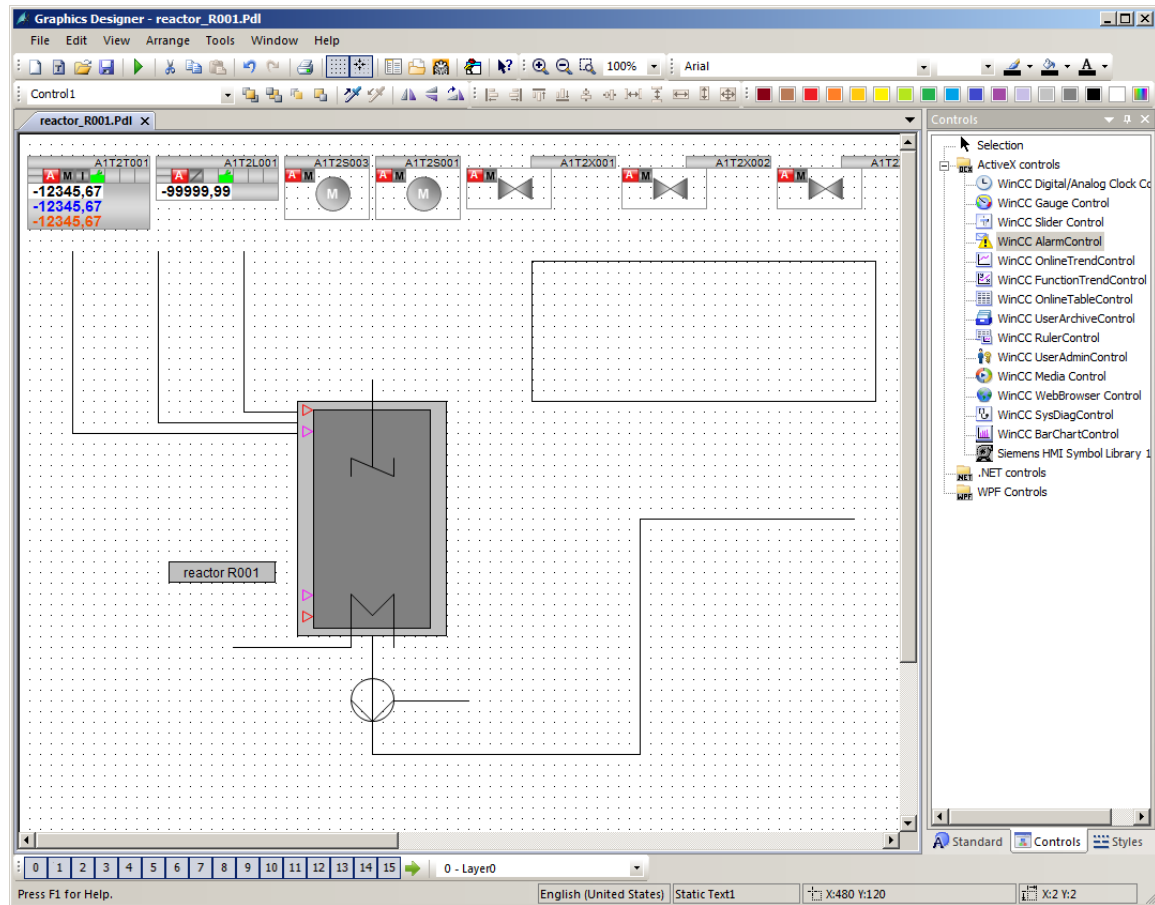 Graphics Designer - reactor_R001.Pdl
File Edit View Arrange Tools Window Help
100% Arial
Control1
reactor_R001.Pdl X
Controls
A1T2T001 A1T2L001 A1T2S003 A1T2S001 A1T2X001 A1T2X002 A1T2
A M I A A M A M A M A M A M
-12345,67 -99999,99 M M
-12345,67
-12345,67
reactor R001
Selection
ActiveX controls
WinCC Digital/Analog Clock Co
WinCC Gauge Control
WinCC Slider Control
WinCC AlarmControl
WinCC OnlineTrendControl
WinCC FunctionTrendControl
WinCC OnlineTableControl
WinCC UserArchiveControl
WinCC RulerControl
WinCC UserAdminControl
WinCC Media Control
WinCC WebBrowser Control
WinCC SysDiagControl
WinCC BarChartControl
Siemens HMI Symbol Library 1
.NET controls
WPF Controls
Standard Controls Styles
0 1 2 3 4 5 6 7 8 9 10 11 12 13 14 15 0 - Layer0
Press F1 for Help. English (United States) Static Text1 X:480 Y:120 X:2 Y:2